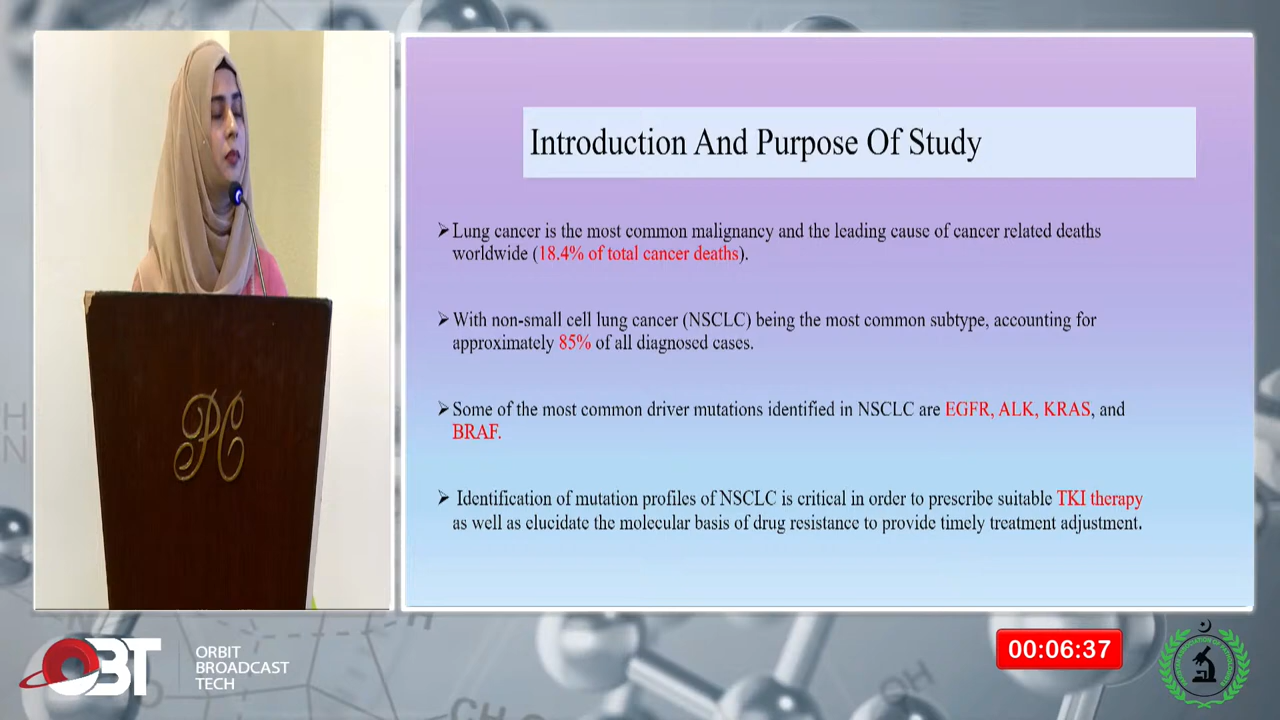 Introduction And Purpose Of Study
➢Lung cancer is the most common malignancy and the leading cause of cancer related deaths
worldwide (18.4% of total cancer deaths).
➢With non-small cell lung cancer (NSCLC) being the most common subtype, accounting for
approximately 85% of all diagnosed cases.
➢Some of the most common driver mutations identified in NSCLC are EGFR, ALK, KRAS, and
BRAF.
➢ Identification of mutation profiles of NSCLC is critical in order to prescribe suitable TKI therapy
as well as elucidate the molecular basis of drug resistance to provide timely treatment adjustment.
PC
OBT
ORBIT
BROADCAST
TECH
00:06:37